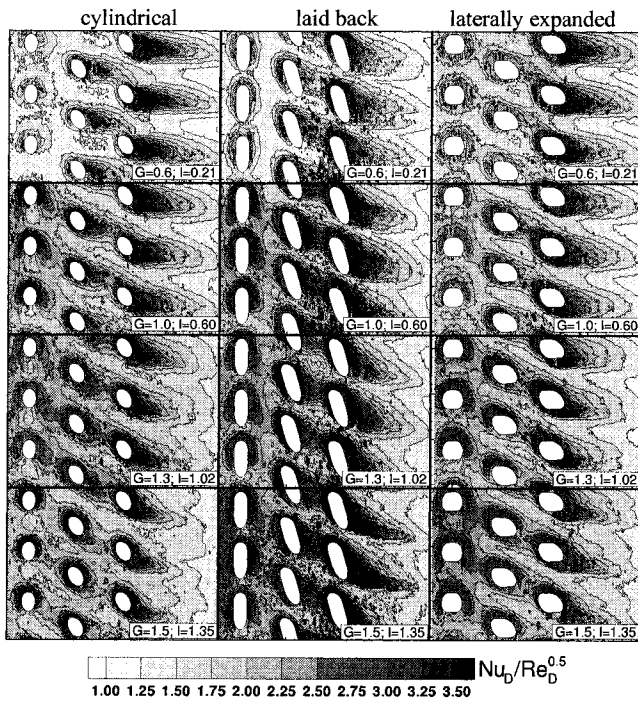 cylindrical laid back laterally expanded
G=0.6; I=0.21 G=0.6; I=0.21 G=0.6; I=0.21
G=1.0; I=0.60 G=1.0; I=0.60 G=1.0; I=0.60
G=1.3; I=1.02 G=1.3; I=1.02 G=1.3; I=1.02
G=1.5; I=1.35 G=1.5; I=1.35 G=1.5; I=1.35
Nu_D/Re_D^0.5
1.00 1.25 1.50 1.75 2.00 2.25 2.50 2.75 3.00 3.25 3.50